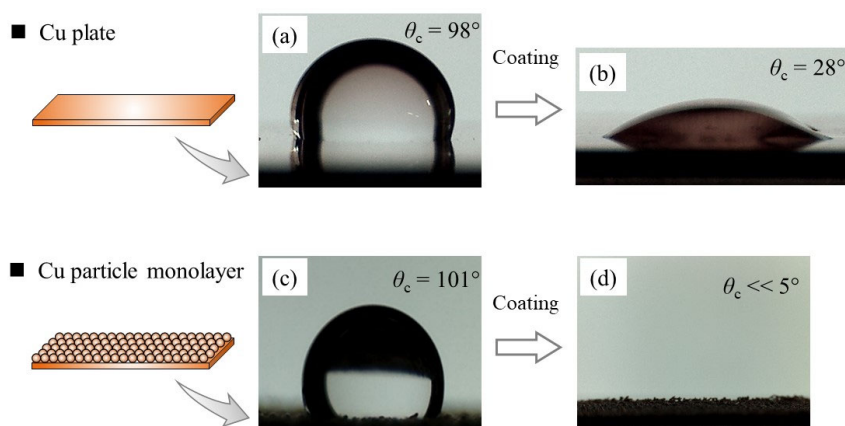 ■ Cu plate
(a)
θc = 98°
Coating
(b)
θc = 28°
■ Cu particle monolayer
(c)
θc = 101°
Coating
(d)
θc << 5°